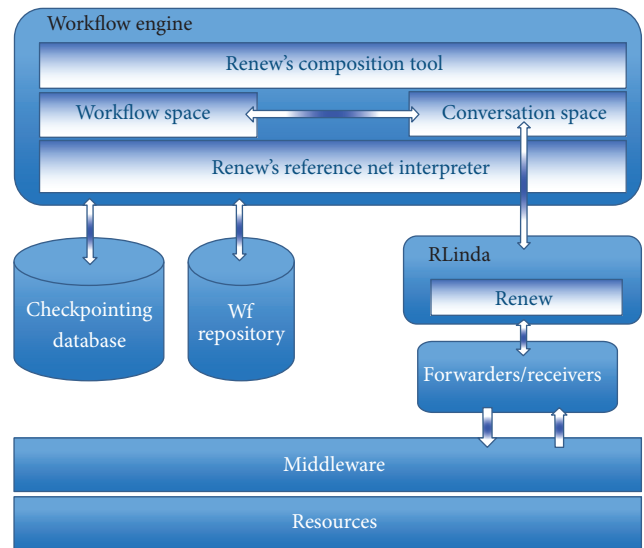 Workflow engine
Renew's composition tool
Workflow space
Conversation space
Renew's reference net interpreter
RLinda
Renew
Checkpointing
database
Wf
repository
Forwarders/receivers
Middleware
Resources